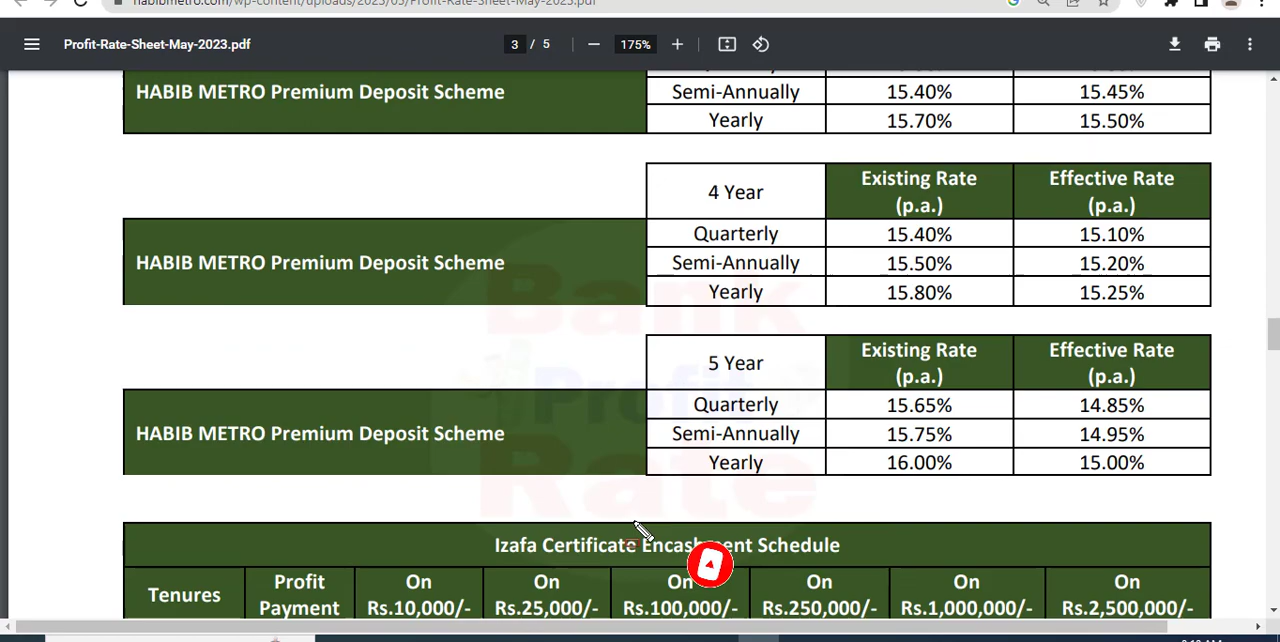 habibmetro.com/wp-content/uploads/2023/05/Profit-Rate-Sheet-May-2023.pdf
Profit-Rate-Sheet-May-2023.pdf
3 / 5
175%
HABIB METRO Premium Deposit Scheme
Semi-Annually 15.40% 15.45%
Yearly 15.70% 15.50%
4 Year Existing Rate (p.a.) Effective Rate (p.a.)
HABIB METRO Premium Deposit Scheme
Quarterly 15.40% 15.10%
Semi-Annually 15.50% 15.20%
Yearly 15.80% 15.25%
5 Year Existing Rate (p.a.) Effective Rate (p.a.)
HABIB METRO Premium Deposit Scheme
Quarterly 15.65% 14.85%
Semi-Annually 15.75% 14.95%
Yearly 16.00% 15.00%
Bank
Profit
Rate
Izafa Certificate Encashment Schedule
Tenures Profit Payment On Rs.10,000/- On Rs.25,000/- On Rs.100,000/- On Rs.250,000/- On Rs.1,000,000/- On Rs.2,500,000/-